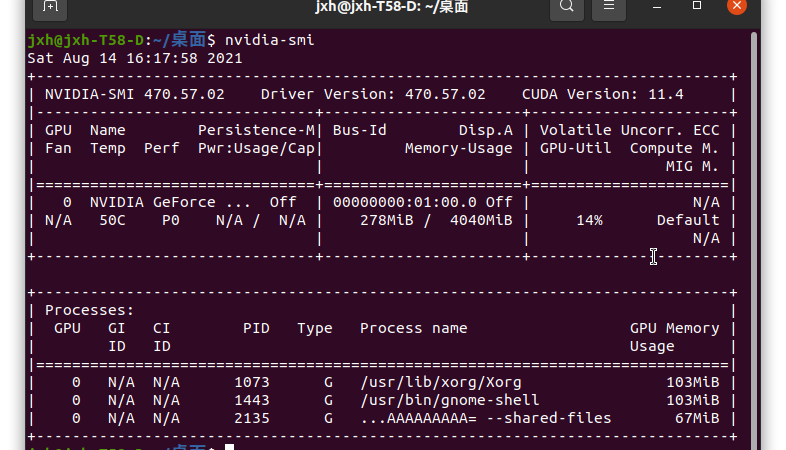 jxh@jxh-T58-D: ~/桌面
jxh@jxh-T58-D:~/桌面$ nvidia-smi
Sat Aug 14 16:17:58 2021
+-----------------------------------------------------------------------------+
| NVIDIA-SMI 470.57.02    Driver Version: 470.57.02    CUDA Version: 11.4     |
|-------------------------------+----------------------+----------------------+
| GPU  Name        Persistence-M| Bus-Id        Disp.A | Volatile Uncorr. ECC |
| Fan  Temp  Perf  Pwr:Usage/Cap|         Memory-Usage | GPU-Util  Compute M. |
|                               |                      |               MIG M. |
|===============================+======================+======================|
|   0  NVIDIA GeForce ...  Off  | 00000000:01:00.0 Off |                  N/A |
| N/A   50C    P0    N/A /  N/A |    278MiB /  4040MiB |     14%      Default |
|                               |                      |                  N/A |
+-------------------------------+----------------------+----------------------+
+-----------------------------------------------------------------------------+
| Processes:                                                                  |
|  GPU   GI   CI        PID   Type   Process name                  GPU Memory |
|        ID   ID                                                   Usage      |
|=============================================================================|
|    0   N/A  N/A      1073      G   /usr/lib/xorg/Xorg                103MiB |
|    0   N/A  N/A      1443      G   /usr/bin/gnome-shell              103MiB |
|    0   N/A  N/A      2135      G   ...AAAAAAAAA= --shared-files       67MiB |
+-----------------------------------------------------------------------------+